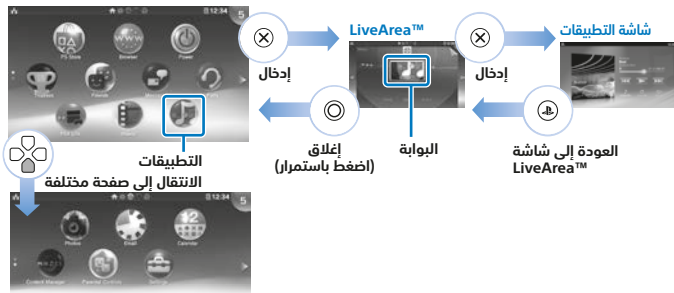 12:34
5
PS Store
Browser
Power
Trophies
Friends
Music
التطبيقات
الانتقال إلى صفحة مختلفة
إدخال
إغلاق
(اضغط باستمرار)
LiveArea™
البوابة
إدخال
شاشة التطبيقات
العودة إلى شاشة
LiveArea™
12:34
5
Photos
Email
Calendar
Content Manager
Parental Controls
Settings